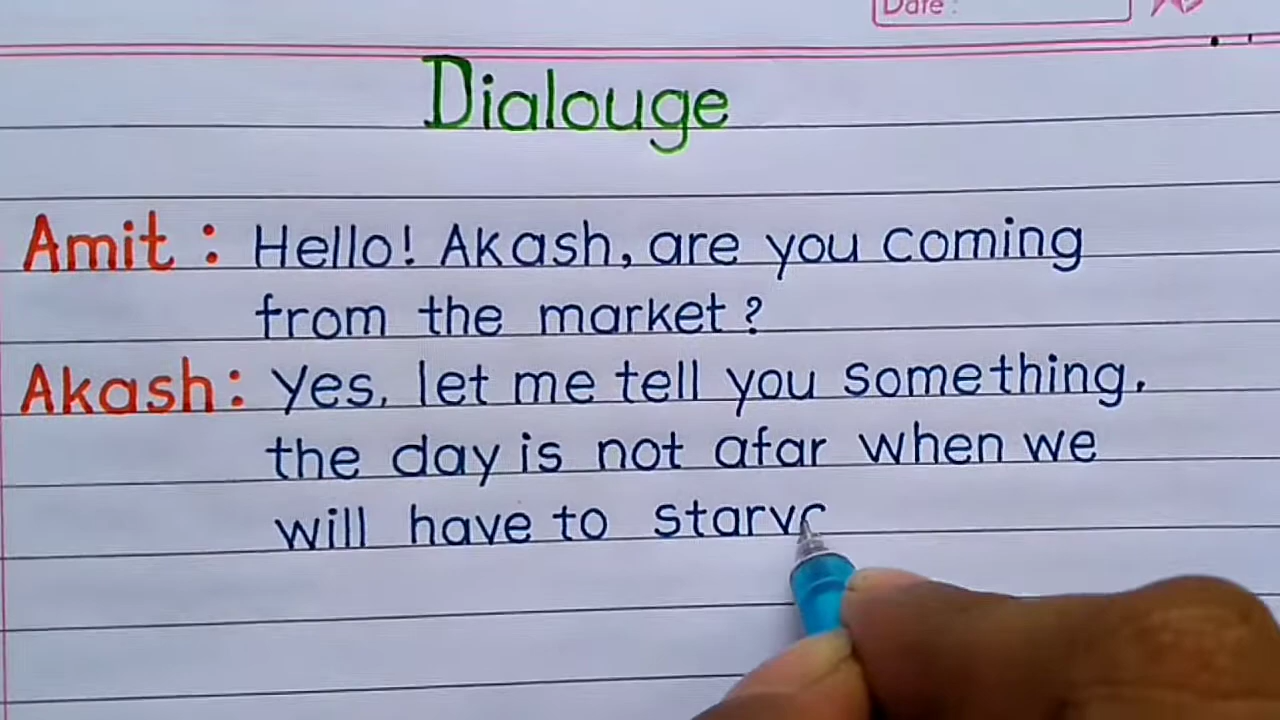 Date :
Dialouge
Amit : Hello! Akash, are you coming
from the market?
Akash: Yes, let me tell you something,
the day is not afar when we
will have to